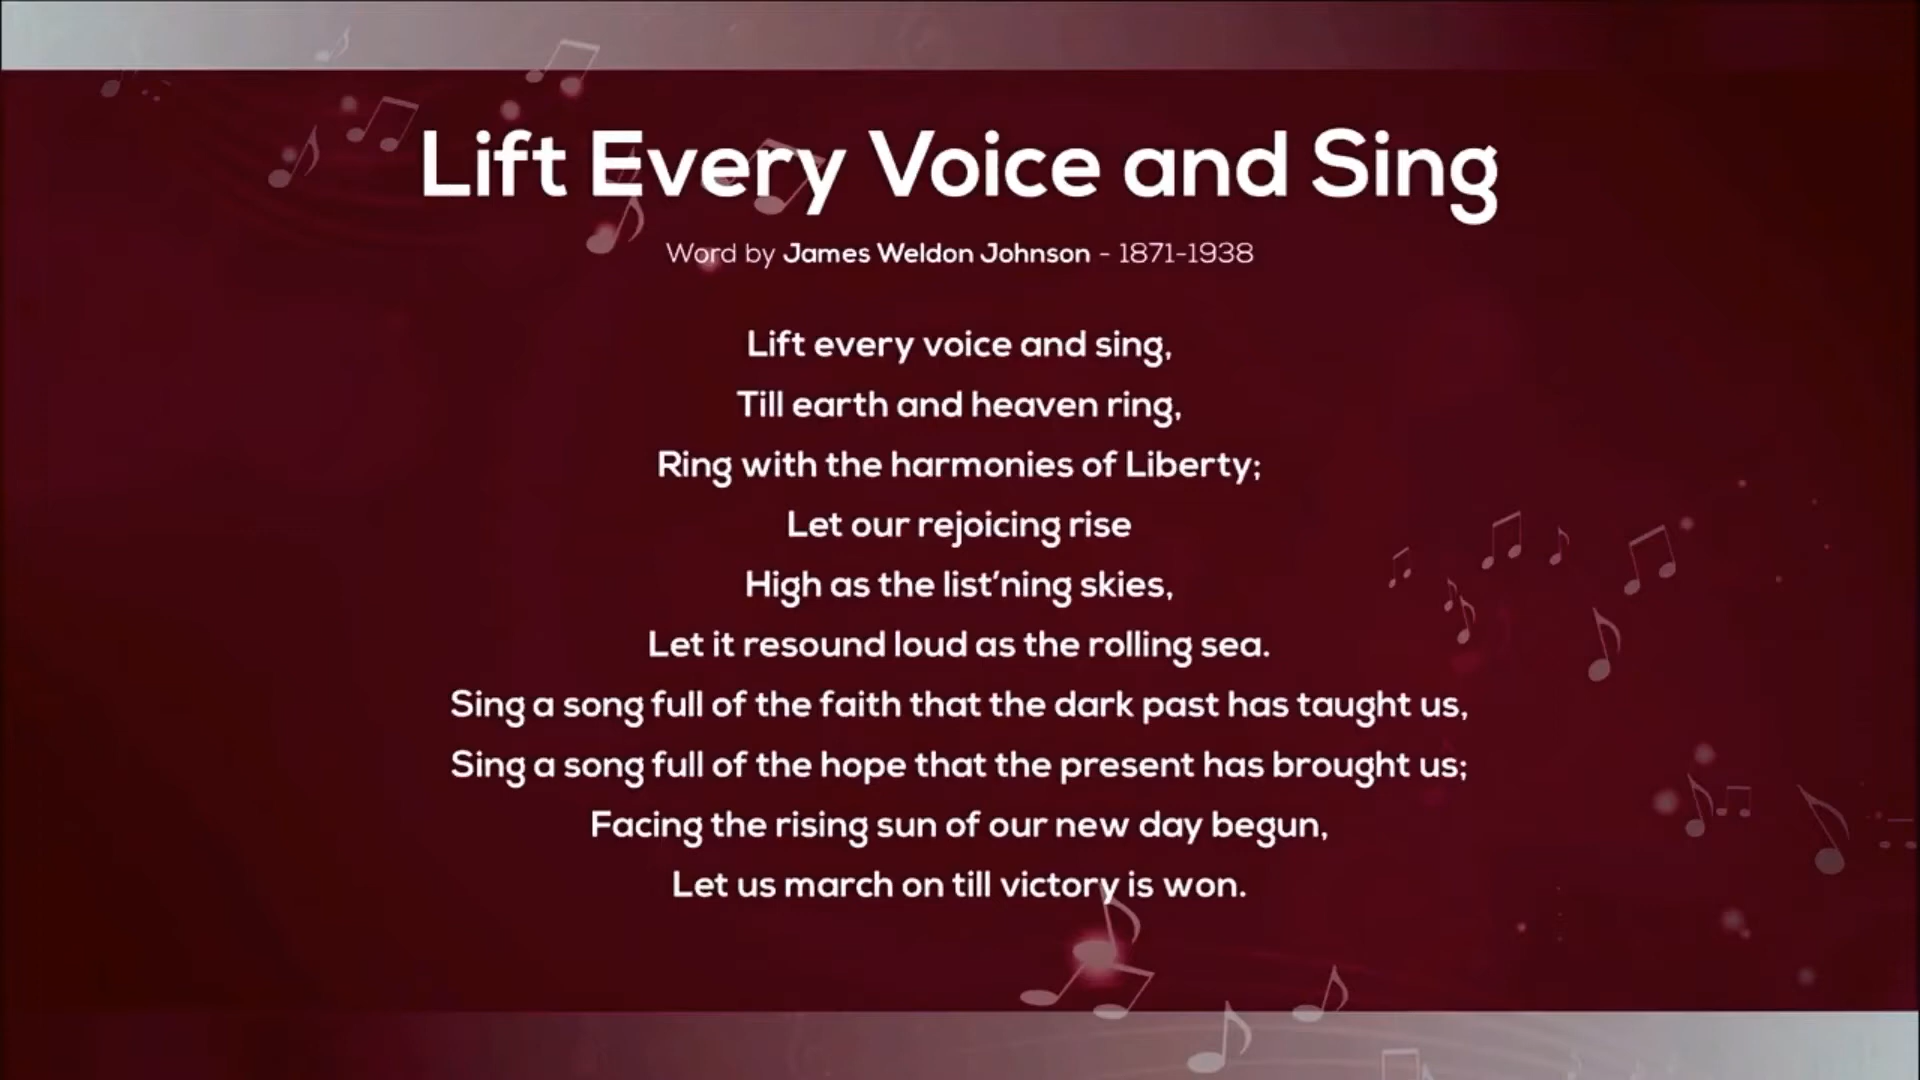 Lift Every Voice and Sing
Word by James Weldon Johnson - 1871-1938
Lift every voice and sing,
Till earth and heaven ring,
Ring with the harmonies of Liberty;
Let our rejoicing rise
High as the list’ning skies,
Let it resound loud as the rolling sea.
Sing a song full of the faith that the dark past has taught us,
Sing a song full of the hope that the present has brought us;
Facing the rising sun of our new day begun,
Let us march on till victory is won.